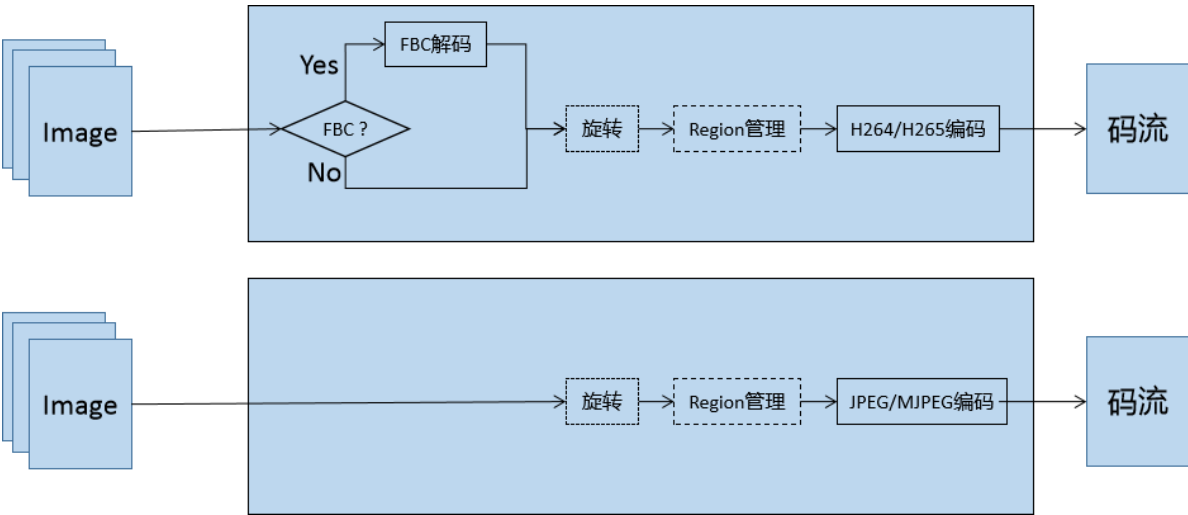 Image
Yes
FBC解码
FBC？
No
旋转
Region管理
H264/H265编码
码流
Image
旋转
Region管理
JPEG/MJPEG编码
码流